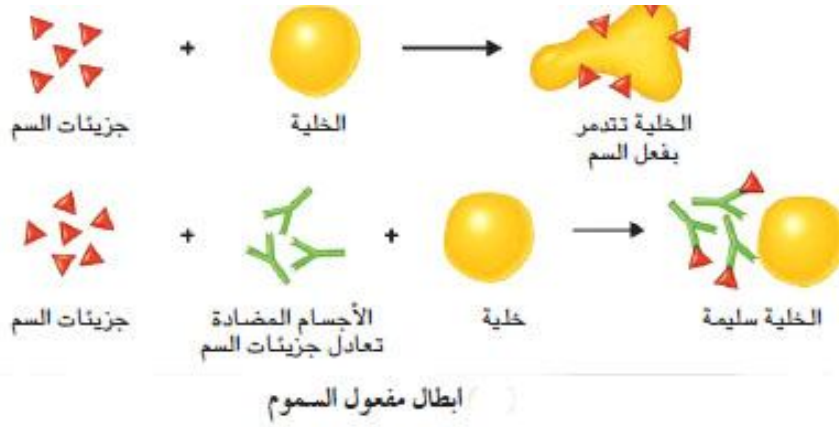 +
جزيئات السم
الخلية
الخلية تتدمر
بفعل السم
+
+
جزيئات السم
الأجسام المضادة
تعادل جزيئات السم
خلية
الخلية سليمة
( ابطال مفعول السموم )